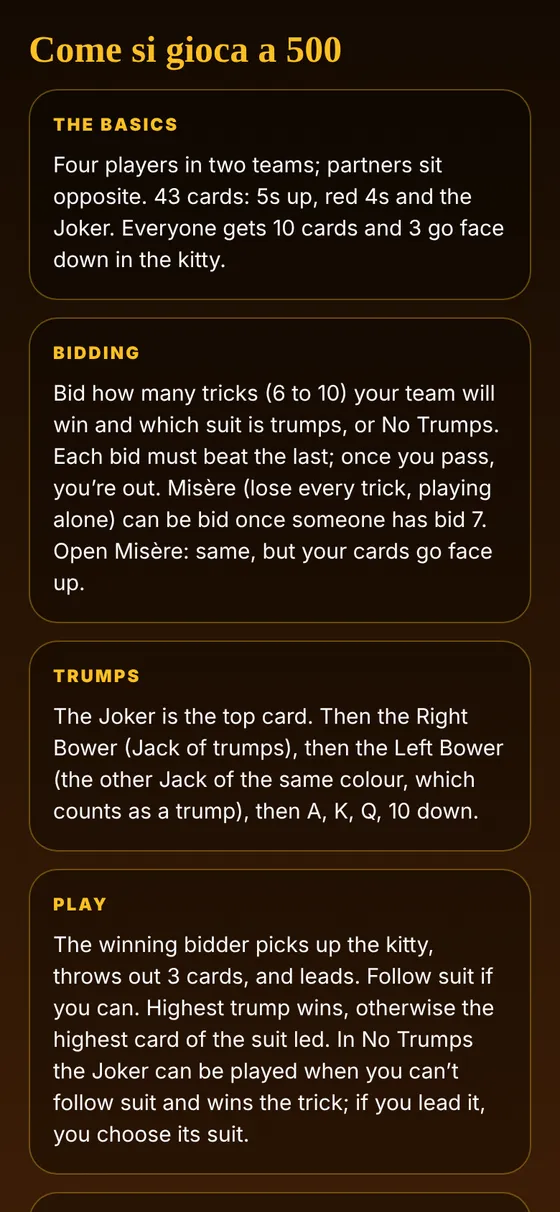 Come si gioca a 500
THE BASICS
Four players in two teams; partners sit
opposite. 43 cards: 5s up, red 4s and the
Joker. Everyone gets 10 cards and 3 go face
down in the kitty.
BIDDING
Bid how many tricks (6 to 10) your team will
win and which suit is trumps, or No Trumps.
Each bid must beat the last; once you pass,
you’re out. Misère (lose every trick, playing
alone) can be bid once someone has bid 7.
Open Misère: same, but your cards go face
up.
TRUMPS
The Joker is the top card. Then the Right
Bower (Jack of trumps), then the Left Bower
(the other Jack of the same colour, which
counts as a trump), then A, K, Q, 10 down.
PLAY
The winning bidder picks up the kitty,
throws out 3 cards, and leads. Follow suit if
you can. Highest trump wins, otherwise the
highest card of the suit led. In No Trumps
the Joker can be played when you can’t
follow suit and wins the trick; if you lead it,
you choose its suit.